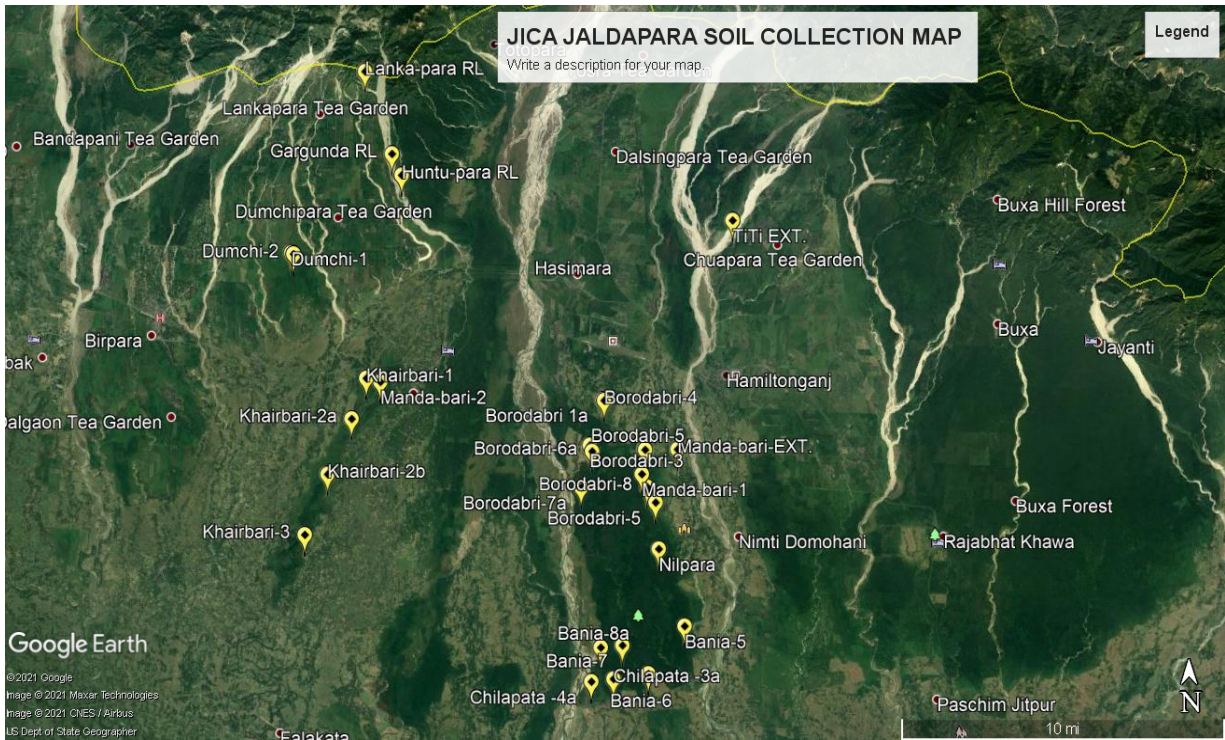 JICA JALDAPARA SOIL COLLECTION MAP
Write a description for your map.
Legend
Lanka-para RL
Lankapara Tea Garden
Bandapani Tea Garden
Gargunda RL
Dalsingpara Tea Garden
Huntu-para RL
Dumchipara Tea Garden
Buxa Hill Forest
TiTi EXT.
Dumchi-2
Dumchi-1
Chuapara Tea Garden
Hasimara
Birpara
Buxa
Jayanti
Khairbari-1
Hamiltonganj
Manda-bari-2
Borodabri-4
Khairbari-2a
Borodabri 1a
Dalgaon Tea Garden
Borodabri-5
Borodabri-6a
Manda-bari-EXT.
Borodabri-3
Khairbari-2b
Borodabri-8
Manda-bari-1
Borodabri-7a
Borodabri-5
Buxa Forest
Khairbari-3
Nimti Domohani
Rajabhat Khawa
Nilpara
Bania-8a
Bania-5
Bania-7
Chilapata -3a
Chilapata -4a
Bania-6
Paschim Jitpur
Falakata
Google Earth
©2021 Google
Image © 2021 Maxar Technologies
Image © 2021 CNES / Airbus
US Dept of State Geographer
N
10 mi